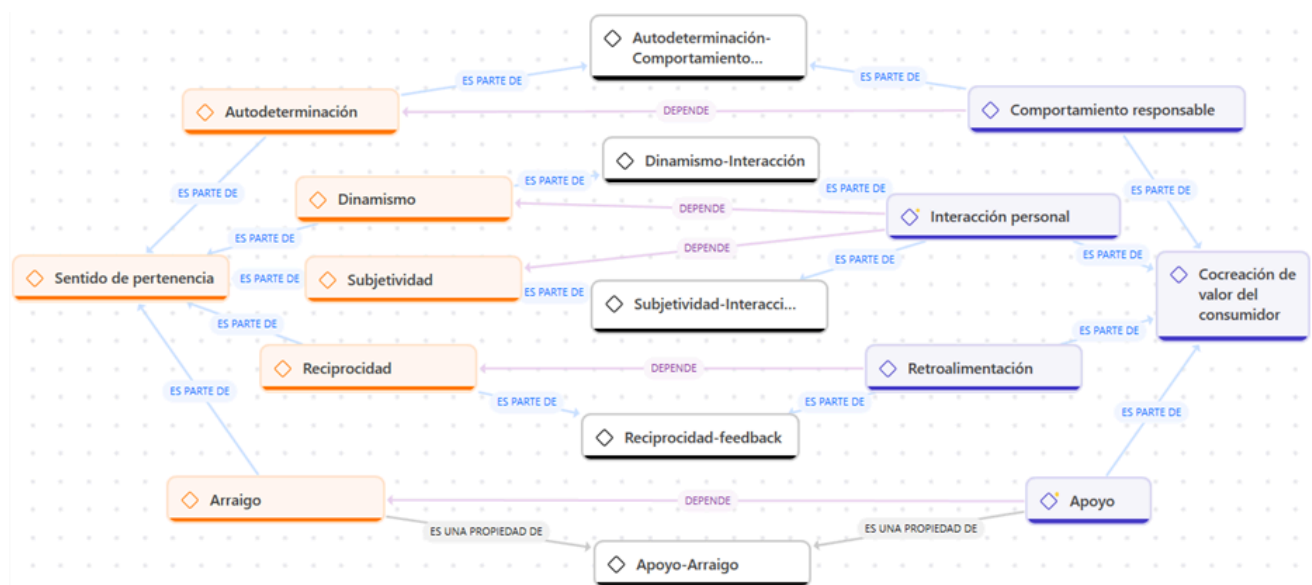 Autodeterminación-
Comportamiento...
ES PARTE DE
ES PARTE DE
Autodeterminación
DEPENDE
Comportamiento responsable
Dinamismo-Interacción
ES PARTE DE
ES PARTE DE
ES PARTE DE
ES PARTE DE
Dinamismo
DEPENDE
Interacción personal
ES PARTE DE
DEPENDE
ES PARTE DE
ES PARTE DE
Sentido de pertenencia
ES PARTE DE
Subjetividad
ES PARTE DE
Subjetividad-Interacci...
Cocreación de
valor del
consumidor
ES PARTE DE
ES PARTE DE
Reciprocidad
DEPENDE
Retroalimentación
ES PARTE DE
ES PARTE DE
ES PARTE DE
ES PARTE DE
Reciprocidad-feedback
Arraigo
DEPENDE
Apoyo
ES UNA PROPIEDAD DE
ES UNA PROPIEDAD DE
Apoyo-Arraigo